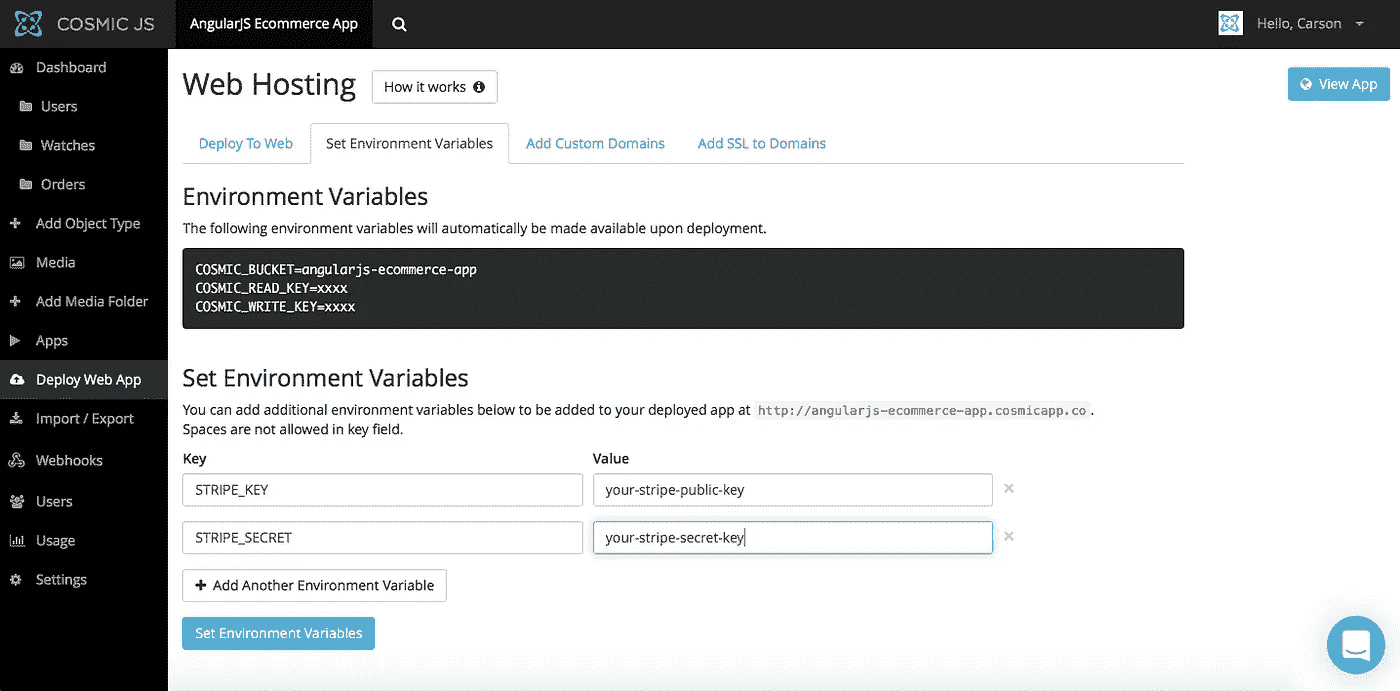 COSMIC JS
AngularJS Ecommerce App
Hello, Carson
Dashboard
Users
Watches
Orders
Add Object Type
Media
Add Media Folder
Apps
Deploy Web App
Import / Export
Webhooks
Users
Usage
Settings
Web Hosting
How it works
View App
Deploy To Web
Set Environment Variables
Add Custom Domains
Add SSL to Domains
Environment Variables
The following environment variables will automatically be made available upon deployment.
COSMIC_BUCKET=angularjs-ecommerce-app
COSMIC_READ_KEY=xxxx
COSMIC_WRITE_KEY=xxxx
Set Environment Variables
You can add additional environment variables below to be added to your deployed app at http://angularjs-ecommerce-app.cosmicapp.co.
Spaces are not allowed in key field.
Key Value
STRIPE_KEY your-stripe-public-key
STRIPE_SECRET your-stripe-secret-key
Add Another Environment Variable
Set Environment Variables